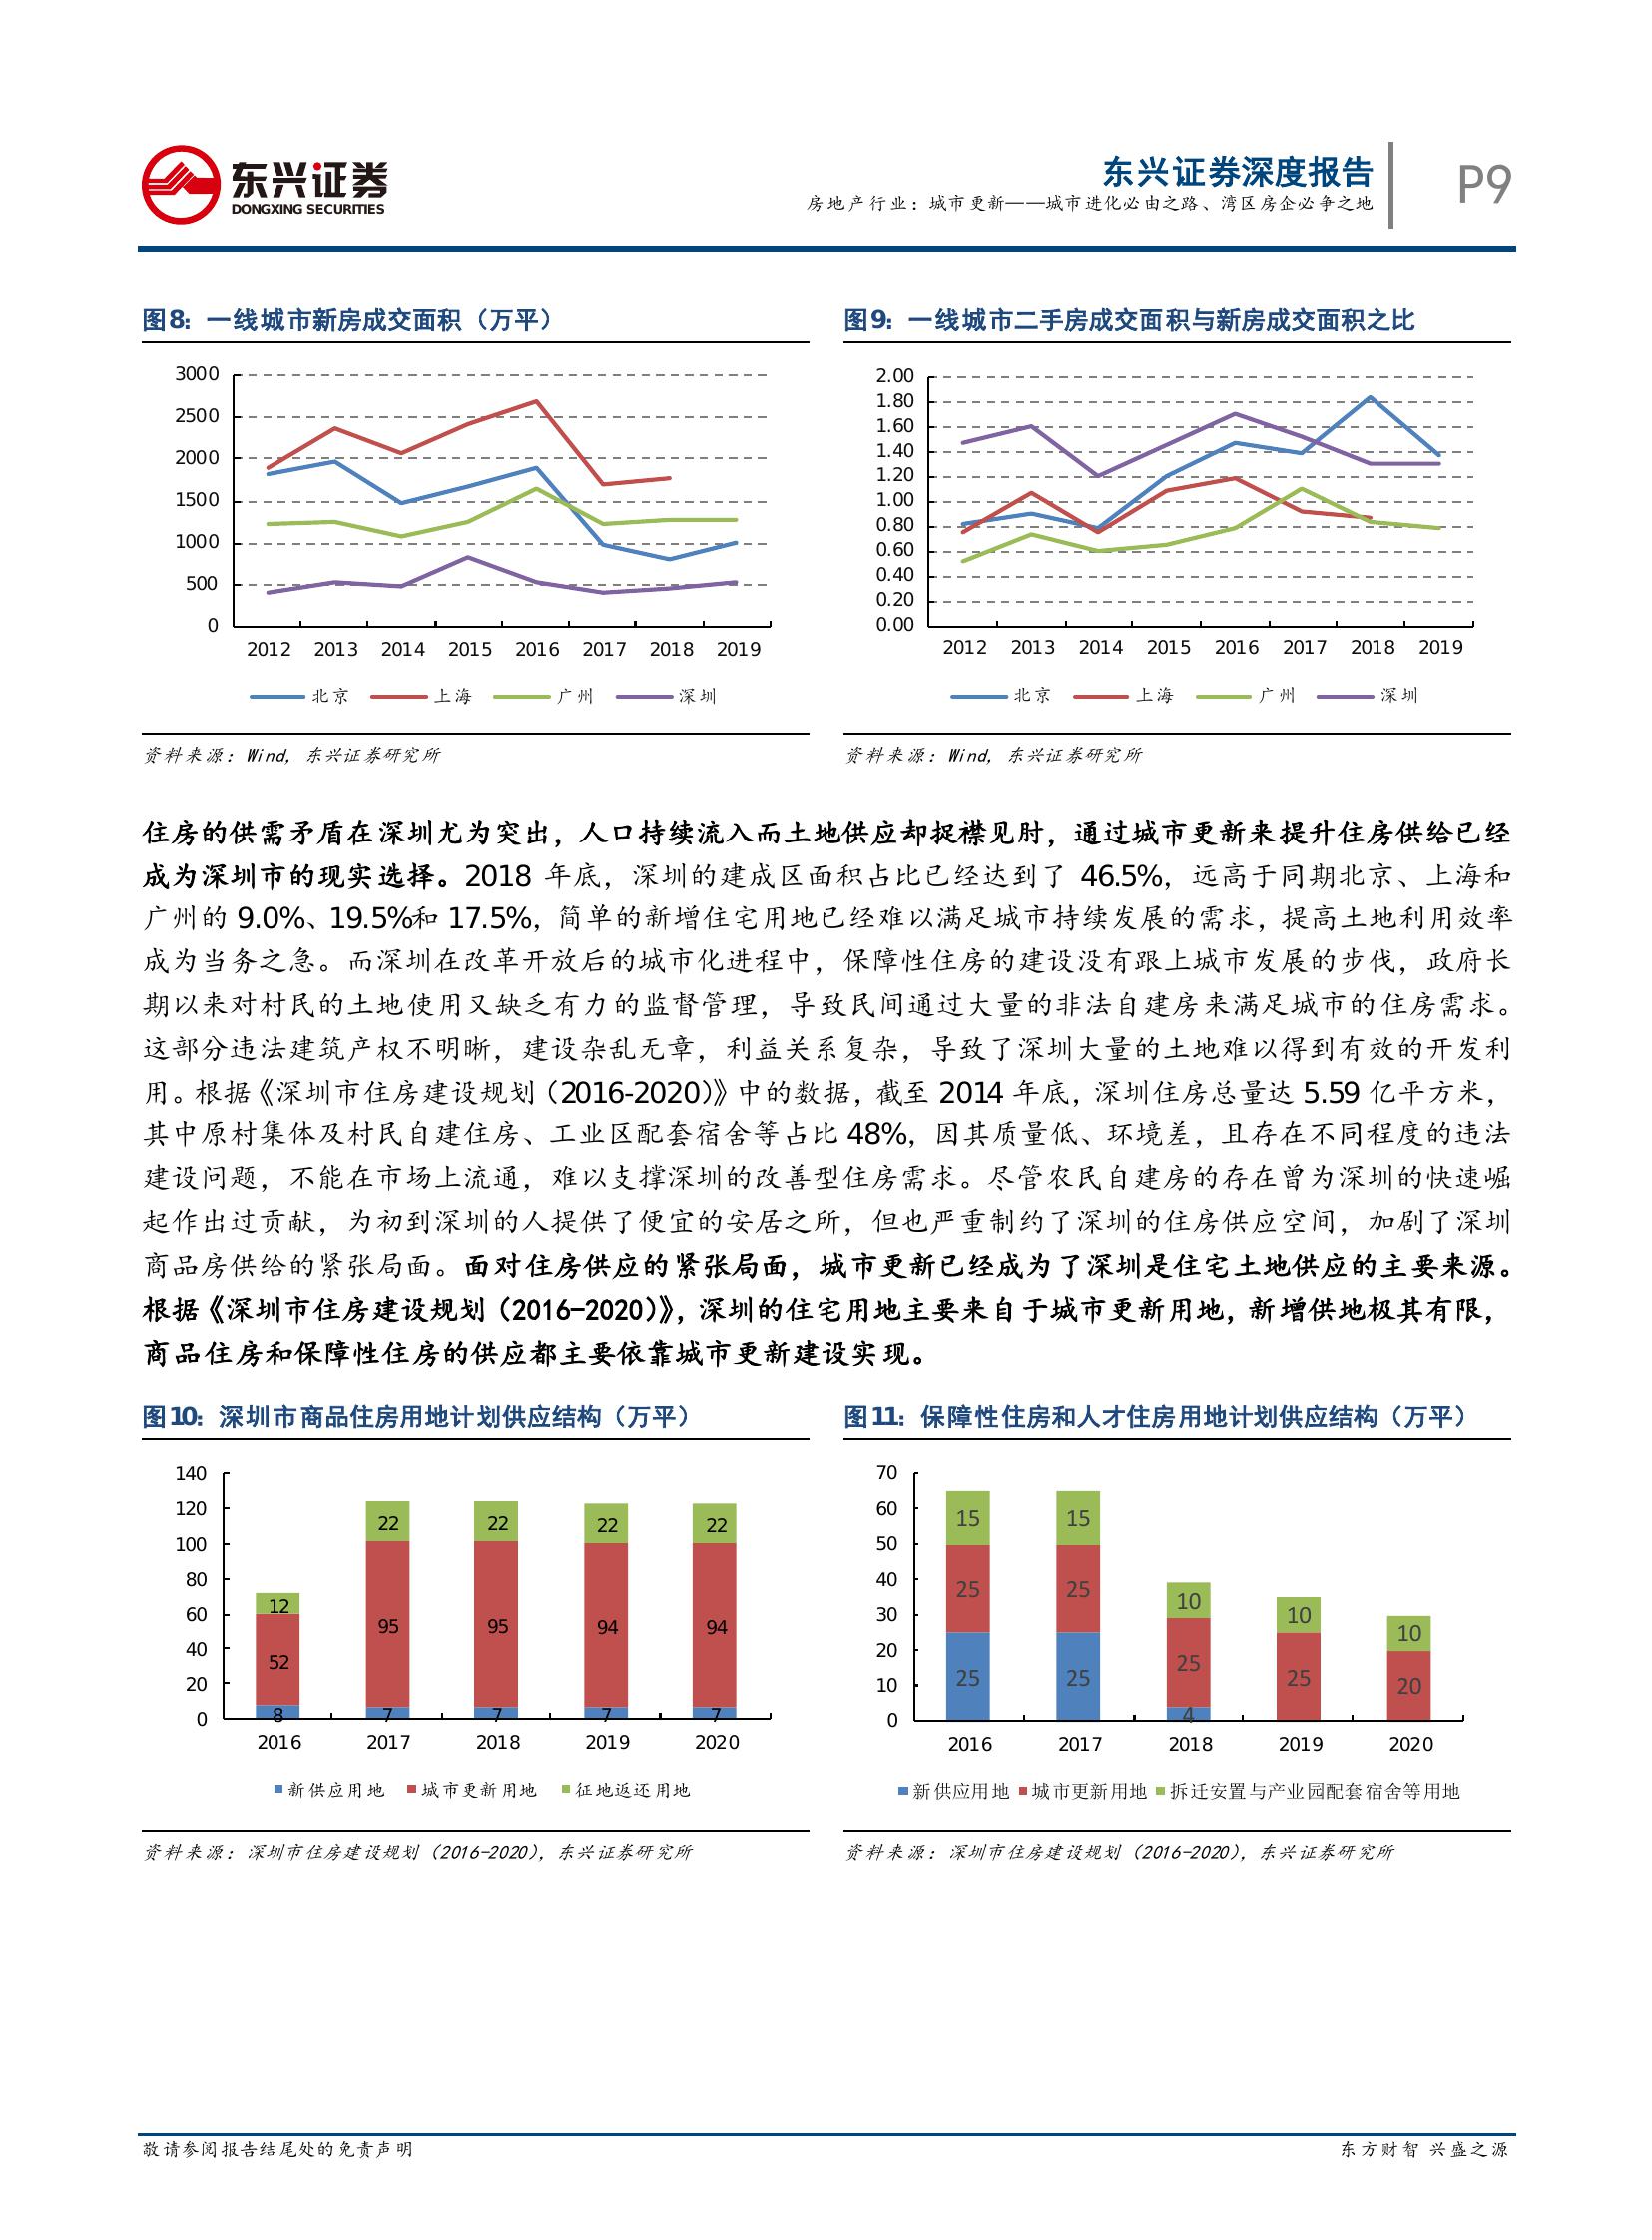 东兴证券
DONGXING SECURITIES
东兴证券深度报告
房地产行业：城市更新——城市进化必由之路、湾区房企必争之地
P9
图8：一线城市新房成交面积（万平）
3000
2500
2000
1500
1000
500
0
2012 2013 2014 2015 2016 2017 2018 2019
北京 上海 广州 深圳
资料来源：Wind，东兴证券研究所
图9：一线城市二手房成交面积与新房成交面积之比
2.00
1.80
1.60
1.40
1.20
1.00
0.80
0.60
0.40
0.20
0.00
2012 2013 2014 2015 2016 2017 2018 2019
北京 上海 广州 深圳
资料来源：Wind，东兴证券研究所
住房的供需矛盾在深圳尤为突出，人口持续流入而土地供应却捉襟见肘，通过城市更新来提升住房供给已经
成为深圳市的现实选择。2018 年底，深圳的建成区面积占比已经达到了 46.5%，远高于同期北京、上海和
广州的 9.0%、19.5%和 17.5%，简单的新增住宅用地已经难以满足城市持续发展的需求，提高土地利用效率
成为当务之急。而深圳在改革开放后的城市化进程中，保障性住房的建设没有跟上城市发展的步伐，政府长
期以来对村民的土地使用又缺乏有力的监督管理，导致民间通过大量的非法自建房来满足城市的住房需求。
这部分违法建筑产权不明晰，建设杂乱无章，利益关系复杂，导致了深圳大量的土地难以得到有效的开发利
用。根据《深圳市住房建设规划（2016-2020）》中的数据，截至 2014 年底，深圳住房总量达 5.59 亿平方米，
其中原村集体及村民自建住房、工业区配套宿舍等占比 48%，因其质量低、环境差，且存在不同程度的违法
建设问题，不能在市场上流通，难以支撑深圳的改善型住房需求。尽管农民自建房的存在曾为深圳的快速崛
起作出过贡献，为初到深圳的人提供了便宜的安居之所，但也严重制约了深圳的住房供应空间，加剧了深圳
商品房供给的紧张局面。面对住房供应的紧张局面，城市更新已经成为了深圳是住宅土地供应的主要来源。
根据《深圳市住房建设规划（2016-2020）》，深圳的住宅用地主要来自于城市更新用地，新增供地极其有限，
商品住房和保障性住房的供应都主要依靠城市更新建设实现。
图10：深圳市商品住房用地计划供应结构（万平）
140
120
100
80
60
40
20
0
12 22 22 22 22
52 95 95 94 94
8 7 7 7 7
2016 2017 2018 2019 2020
新供应用地 城市更新用地 征地返还用地
资料来源：深圳市住房建设规划（2016-2020），东兴证券研究所
图11：保障性住房和人才住房用地计划供应结构（万平）
70
60
50
40
30
20
10
0
15 15 10 10 10
25 25 25 25 20
25 25 4
2016 2017 2018 2019 2020
新供应用地 城市更新用地 拆迁安置与产业园配套宿舍等用地
资料来源：深圳市住房建设规划（2016-2020），东兴证券研究所
敬请参阅报告结尾处的免责声明
东方财智 兴盛之源